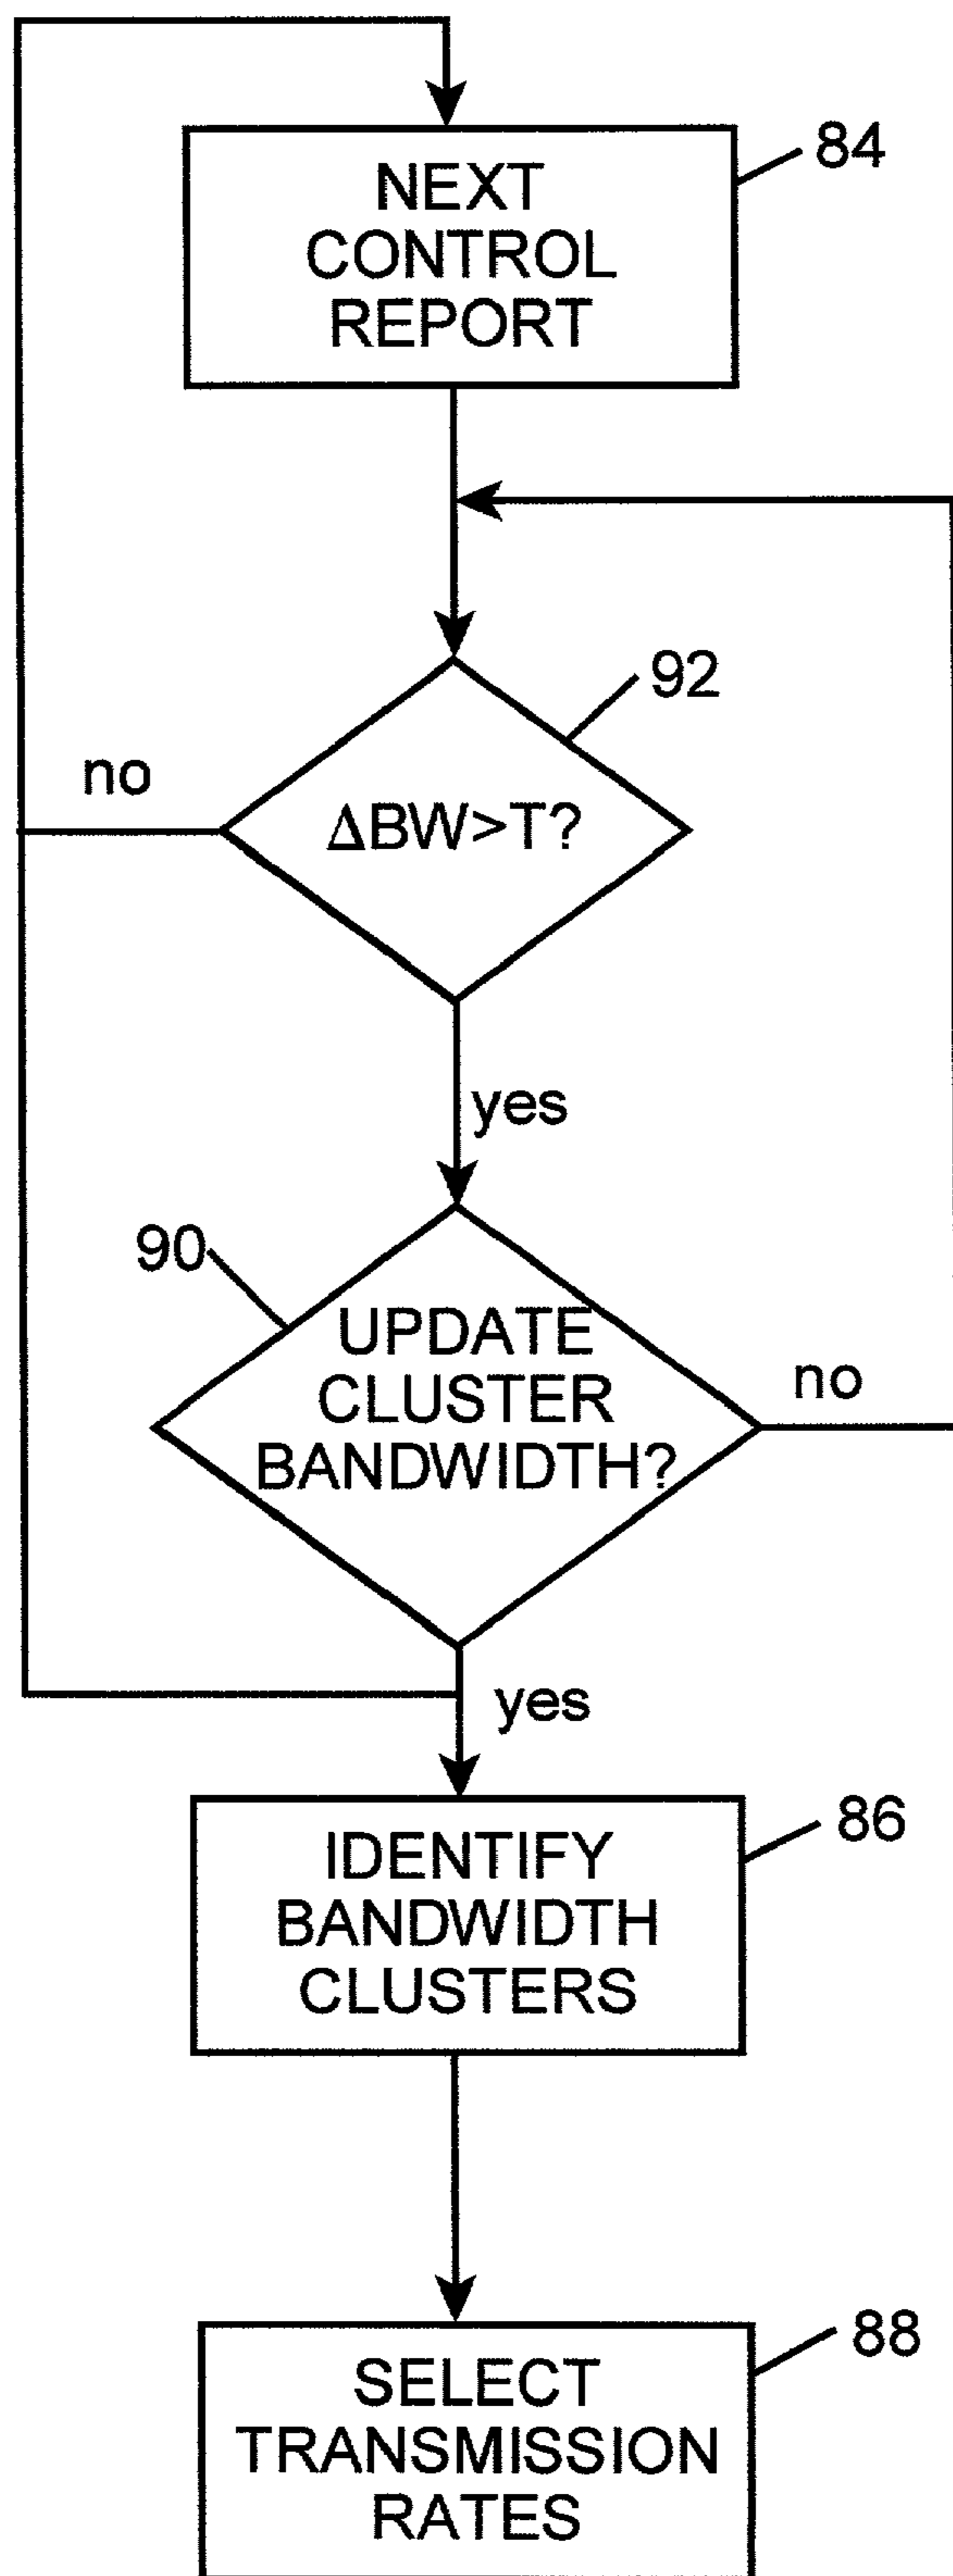 84
NEXT
CONTROL
REPORT
92
no
ΔBW>T?
yes
90
UPDATE
CLUSTER
BANDWIDTH?
no
yes
86
IDENTIFY
BANDWIDTH
CLUSTERS
88
SELECT
TRANSMISSION
RATES